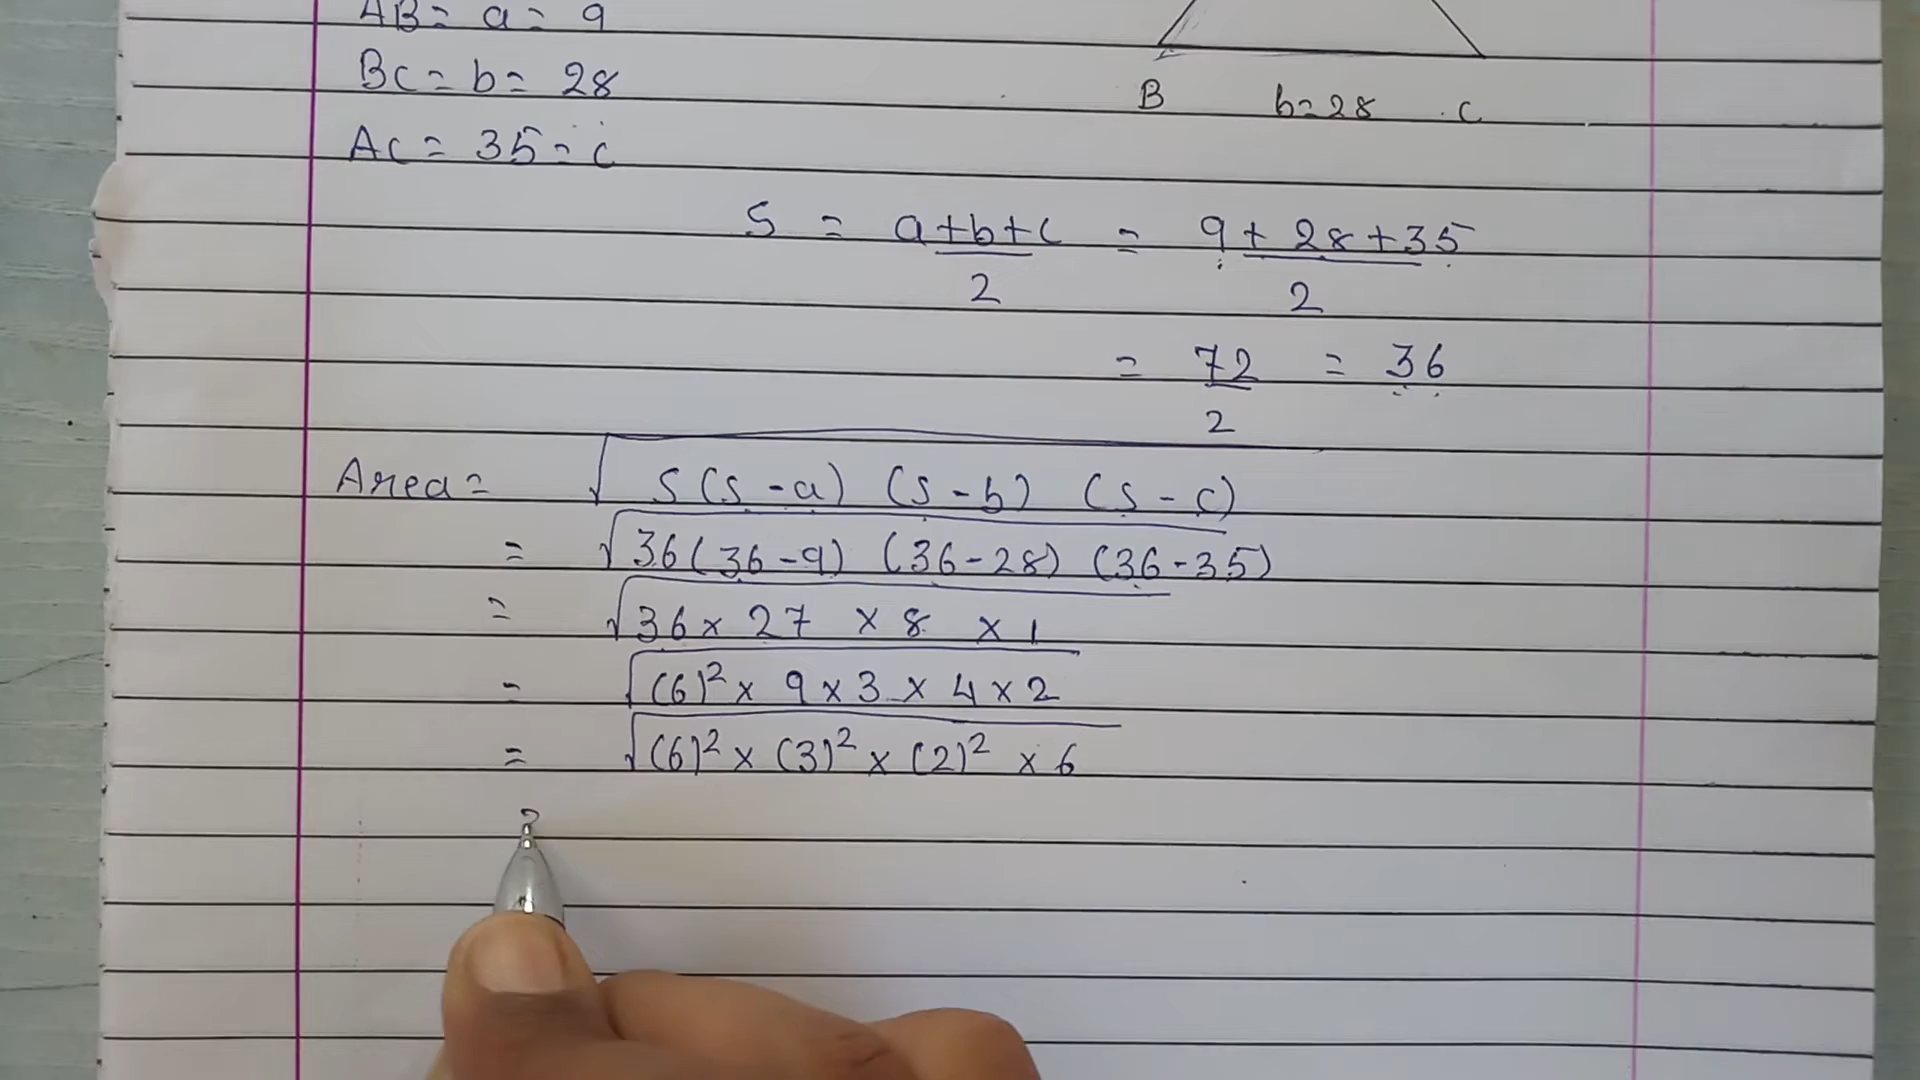 AB = a = 9
BC = b = 28
B b=28 C
AC = 35 = c
S = a+b+c = 9+28+35
2 2
= 72 = 36
2
Area = √S(S-a) (S-b) (S-c)
= √36(36-9) (36-28) (36-35)
= √36 x 27 x 8 x 1
= √(6)² x 9 x 3 x 4 x 2
= √(6)² x (3)² x (2)² x 6